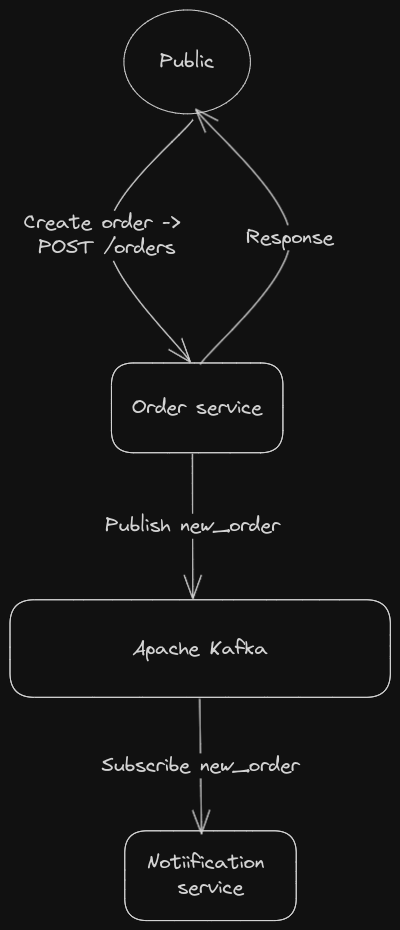 Public
Create order ->
POST /orders
Response
Order service
Publish new_order
Apache Kafka
Subscribe new_order
Notiification
service